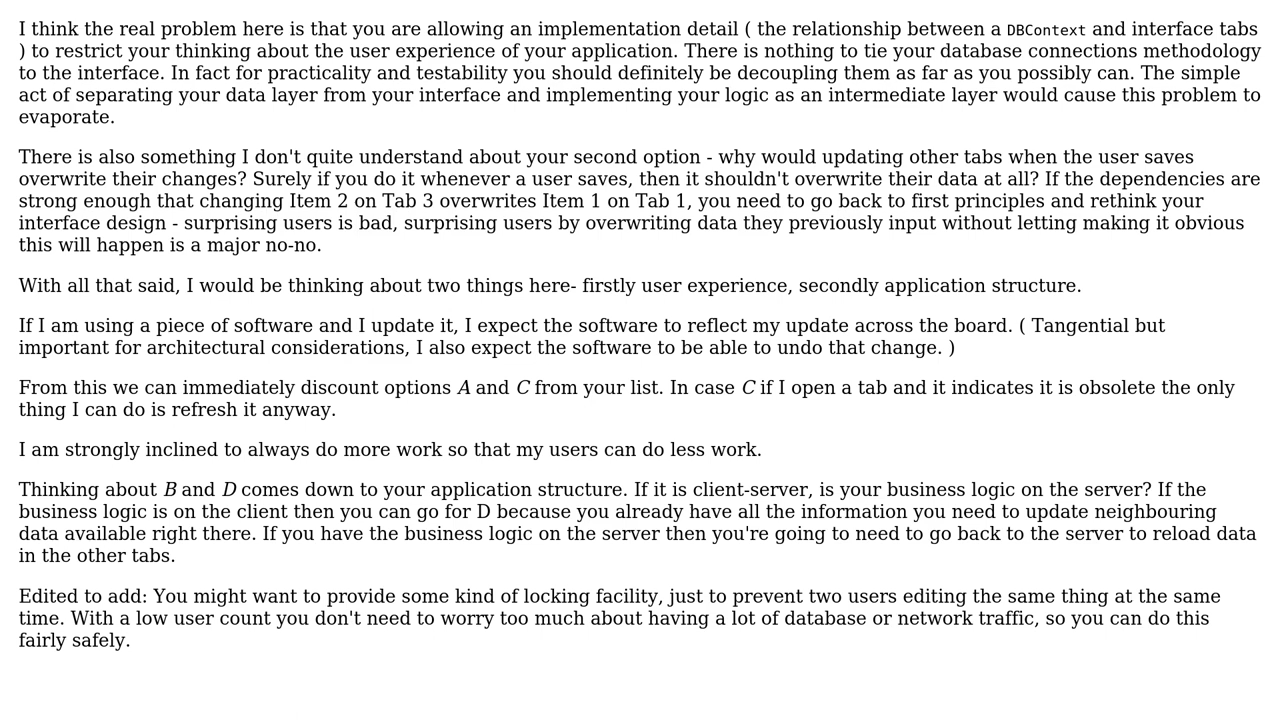 I think the real problem here is that you are allowing an implementation detail ( the relationship between a DBContext and interface tabs
) to restrict your thinking about the user experience of your application. There is nothing to tie your database connections methodology
to the interface. In fact for practicality and testability you should definitely be decoupling them as far as you possibly can. The simple
act of separating your data layer from your interface and implementing your logic as an intermediate layer would cause this problem to
evaporate.
There is also something I don't quite understand about your second option - why would updating other tabs when the user saves
overwrite their changes? Surely if you do it whenever a user saves, then it shouldn't overwrite their data at all? If the dependencies are
strong enough that changing Item 2 on Tab 3 overwrites Item 1 on Tab 1, you need to go back to first principles and rethink your
interface design - surprising users is bad, surprising users by overwriting data they previously input without letting making it obvious
this will happen is a major no-no.
With all that said, I would be thinking about two things here- firstly user experience, secondly application structure.
If I am using a piece of software and I update it, I expect the software to reflect my update across the board. ( Tangential but
important for architectural considerations, I also expect the software to be able to undo that change. )
From this we can immediately discount options A and C from your list. In case C if I open a tab and it indicates it is obsolete the only
thing I can do is refresh it anyway.
I am strongly inclined to always do more work so that my users can do less work.
Thinking about B and D comes down to your application structure. If it is client-server, is your business logic on the server? If the
business logic is on the client then you can go for D because you already have all the information you need to update neighbouring
data available right there. If you have the business logic on the server then you're going to need to go back to the server to reload data
in the other tabs.
Edited to add: You might want to provide some kind of locking facility, just to prevent two users editing the same thing at the same
time. With a low user count you don't need to worry too much about having a lot of database or network traffic, so you can do this
fairly safely.